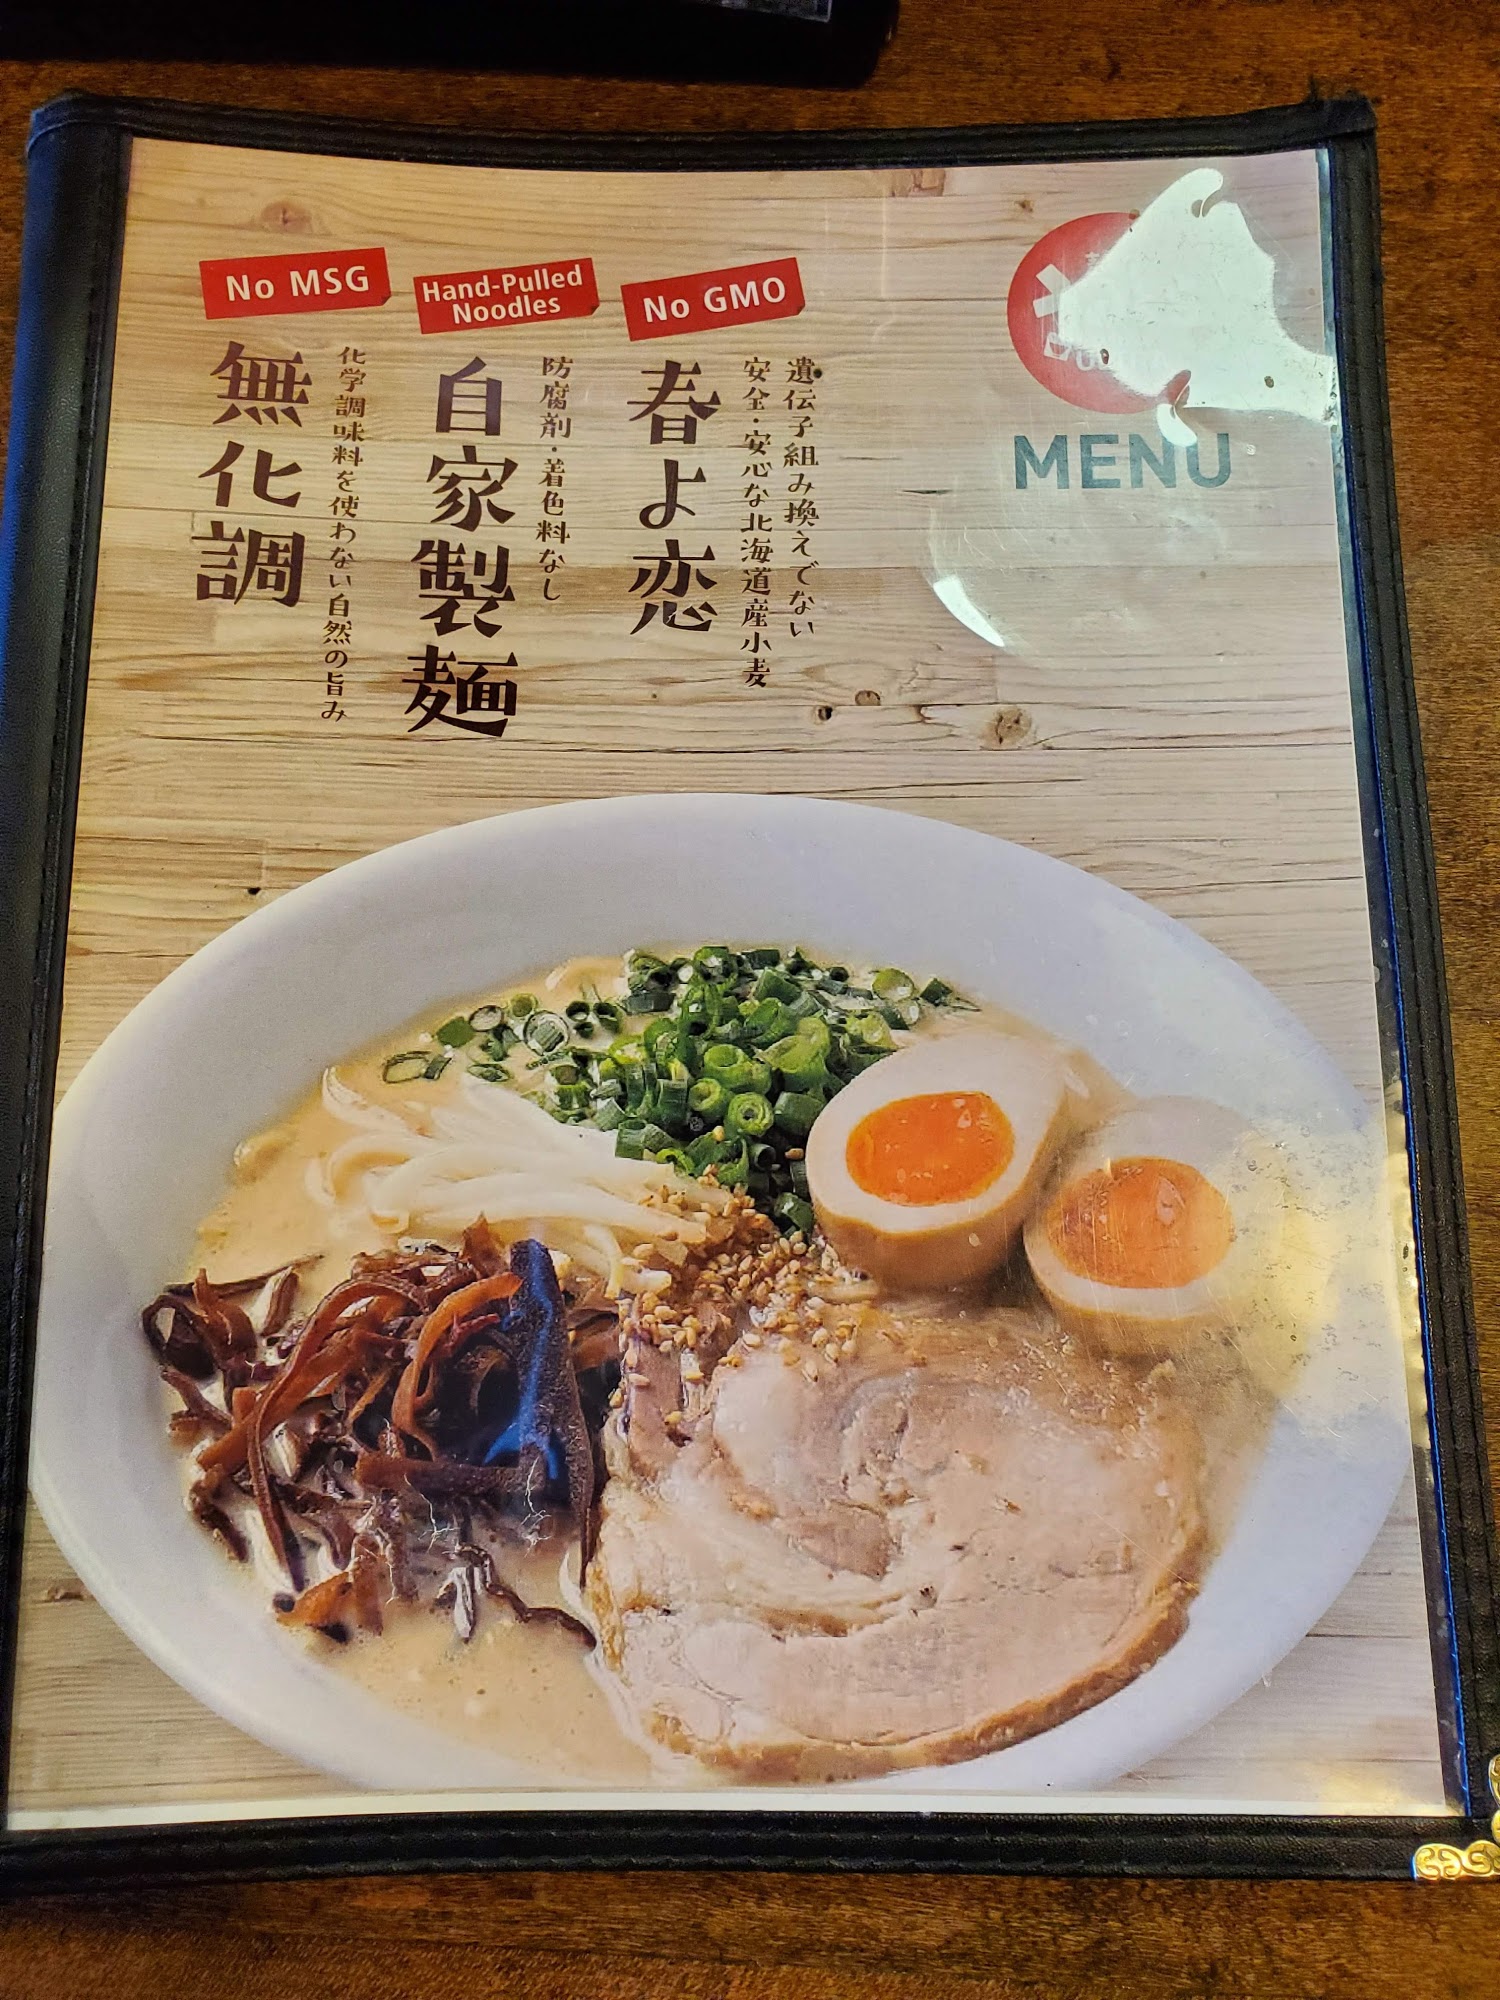 No MSG
Hand-Pulled
Noodles
No GMO
MENU
遺伝子組み換えでない
安全・安心な北海道産小麦
春よ恋
防腐剤・着色料なし
自家製麺
化学調味料を使わない自然の旨み
無化調